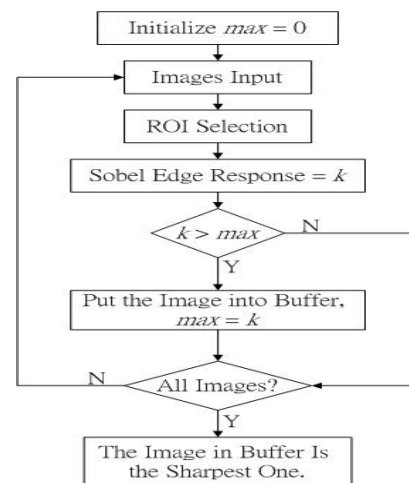 Initialize max = 0
Images Input
ROI Selection
Sobel Edge Response = k
k > max
N
Y
Put the Image into Buffer,
max = k
N
All Images?
Y
The Image in Buffer Is
the Sharpest One.